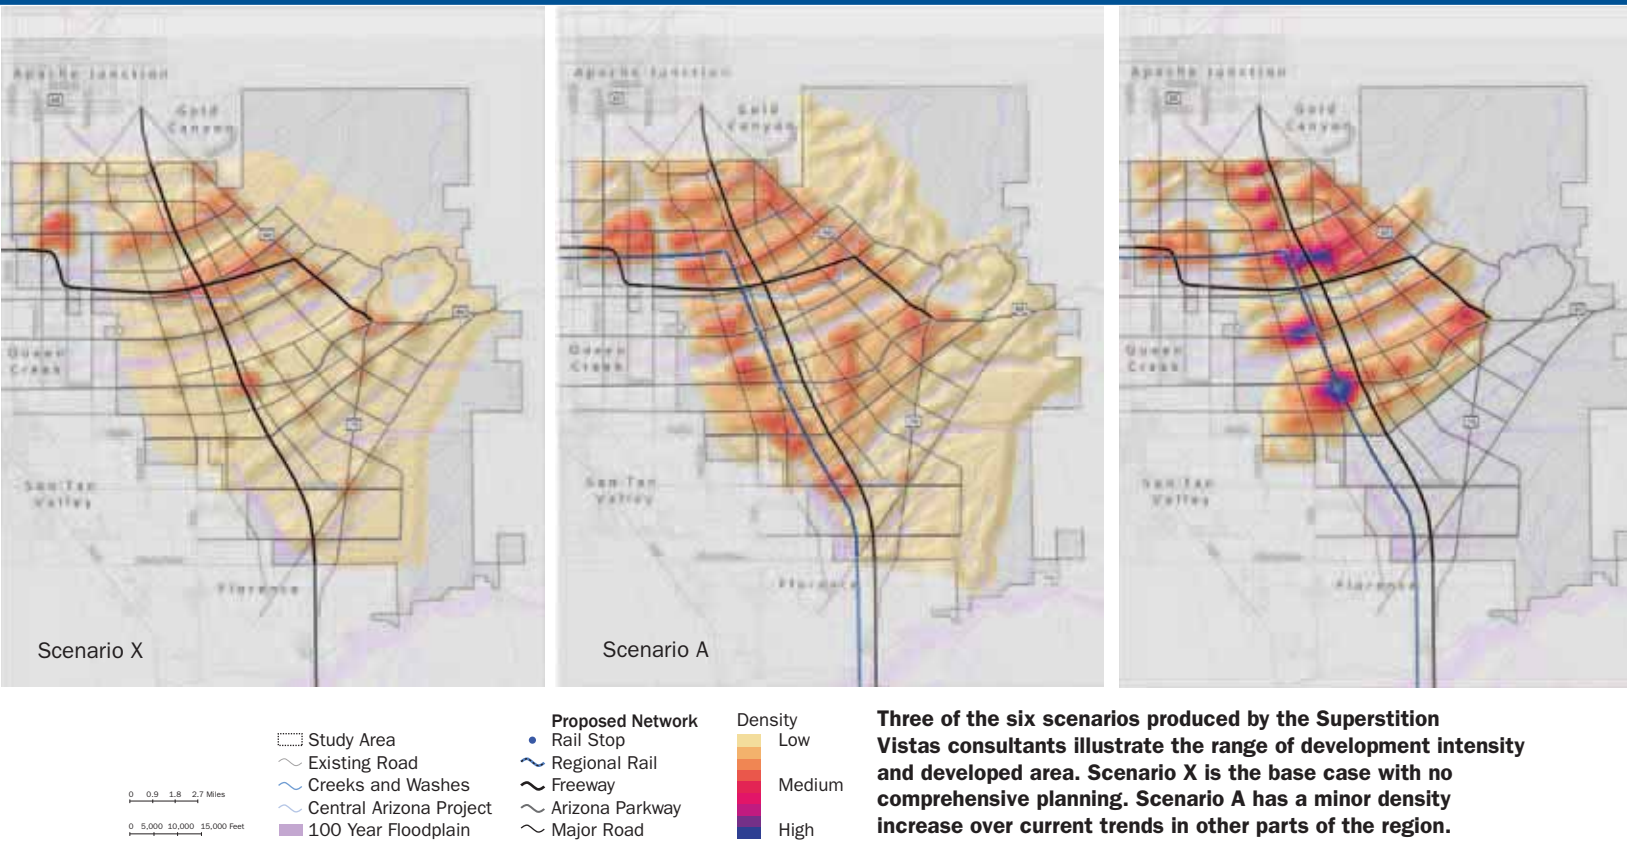 Apache Junction
Gold
Canyon
Queen
Creek
San Tan
Valley
Florence
Scenario X
Apache Junction
Gold
Canyon
Queen
Creek
San Tan
Valley
Florence
Scenario A
Apache Junction
Gold
Canyon
Queen
Creek
San Tan
Valley
Florence
0 0.9 1.8 2.7 Miles
0 5,000 10,000 15,000 Feet
Study Area
Existing Road
Creeks and Washes
Central Arizona Project
100 Year Floodplain
Proposed Network
Rail Stop
Regional Rail
Freeway
Arizona Parkway
Major Road
Density
Low
Medium
High
Three of the six scenarios produced by the Superstition
Vistas consultants illustrate the range of development intensity
and developed area. Scenario X is the base case with no
comprehensive planning. Scenario A has a minor density
increase over current trends in other parts of the region.